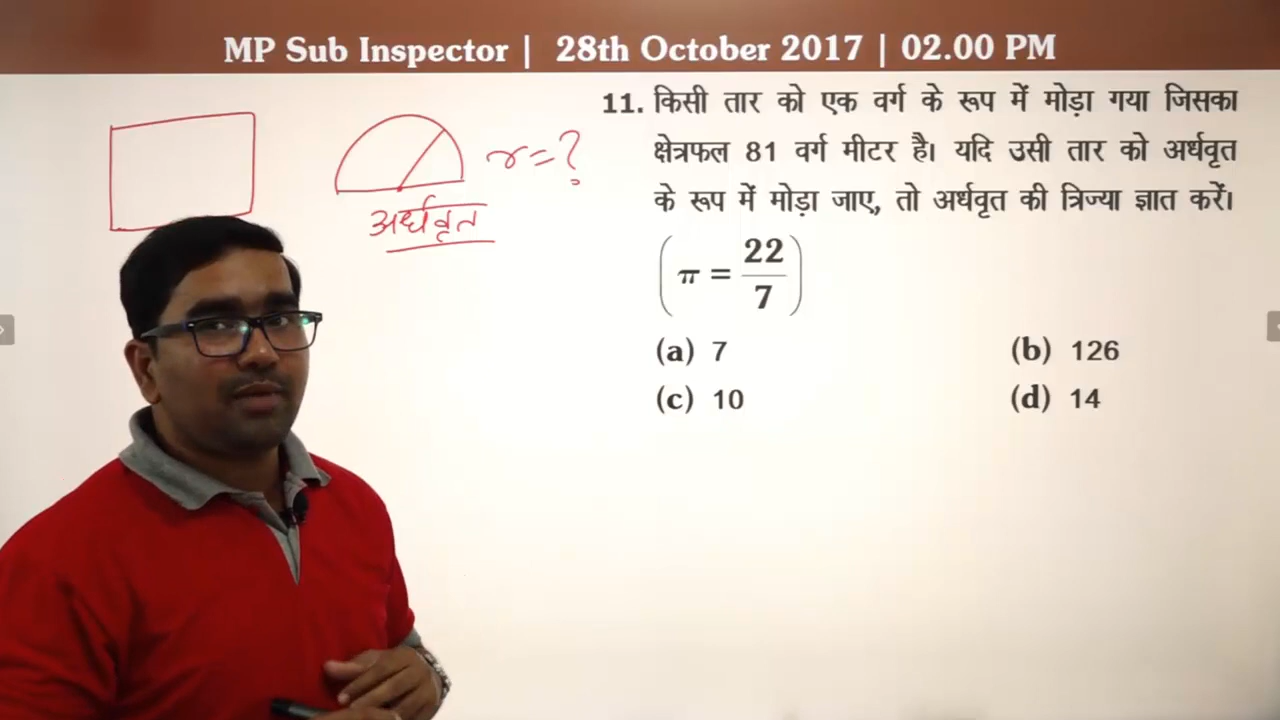 MP Sub Inspector | 28th October 2017 | 02.00 PM
11. किसी तार को एक वर्ग के रूप में मोड़ा गया जिसका
क्षेत्रफल 81 वर्ग मीटर है। यदि उसी तार को अर्धवृत
के रूप में मोड़ा जाए, तो अर्धवृत की त्रिज्या ज्ञात करें।
(π = 22/7)
(a) 7 (b) 126
(c) 10 (d) 14
r=?
अर्धवृत